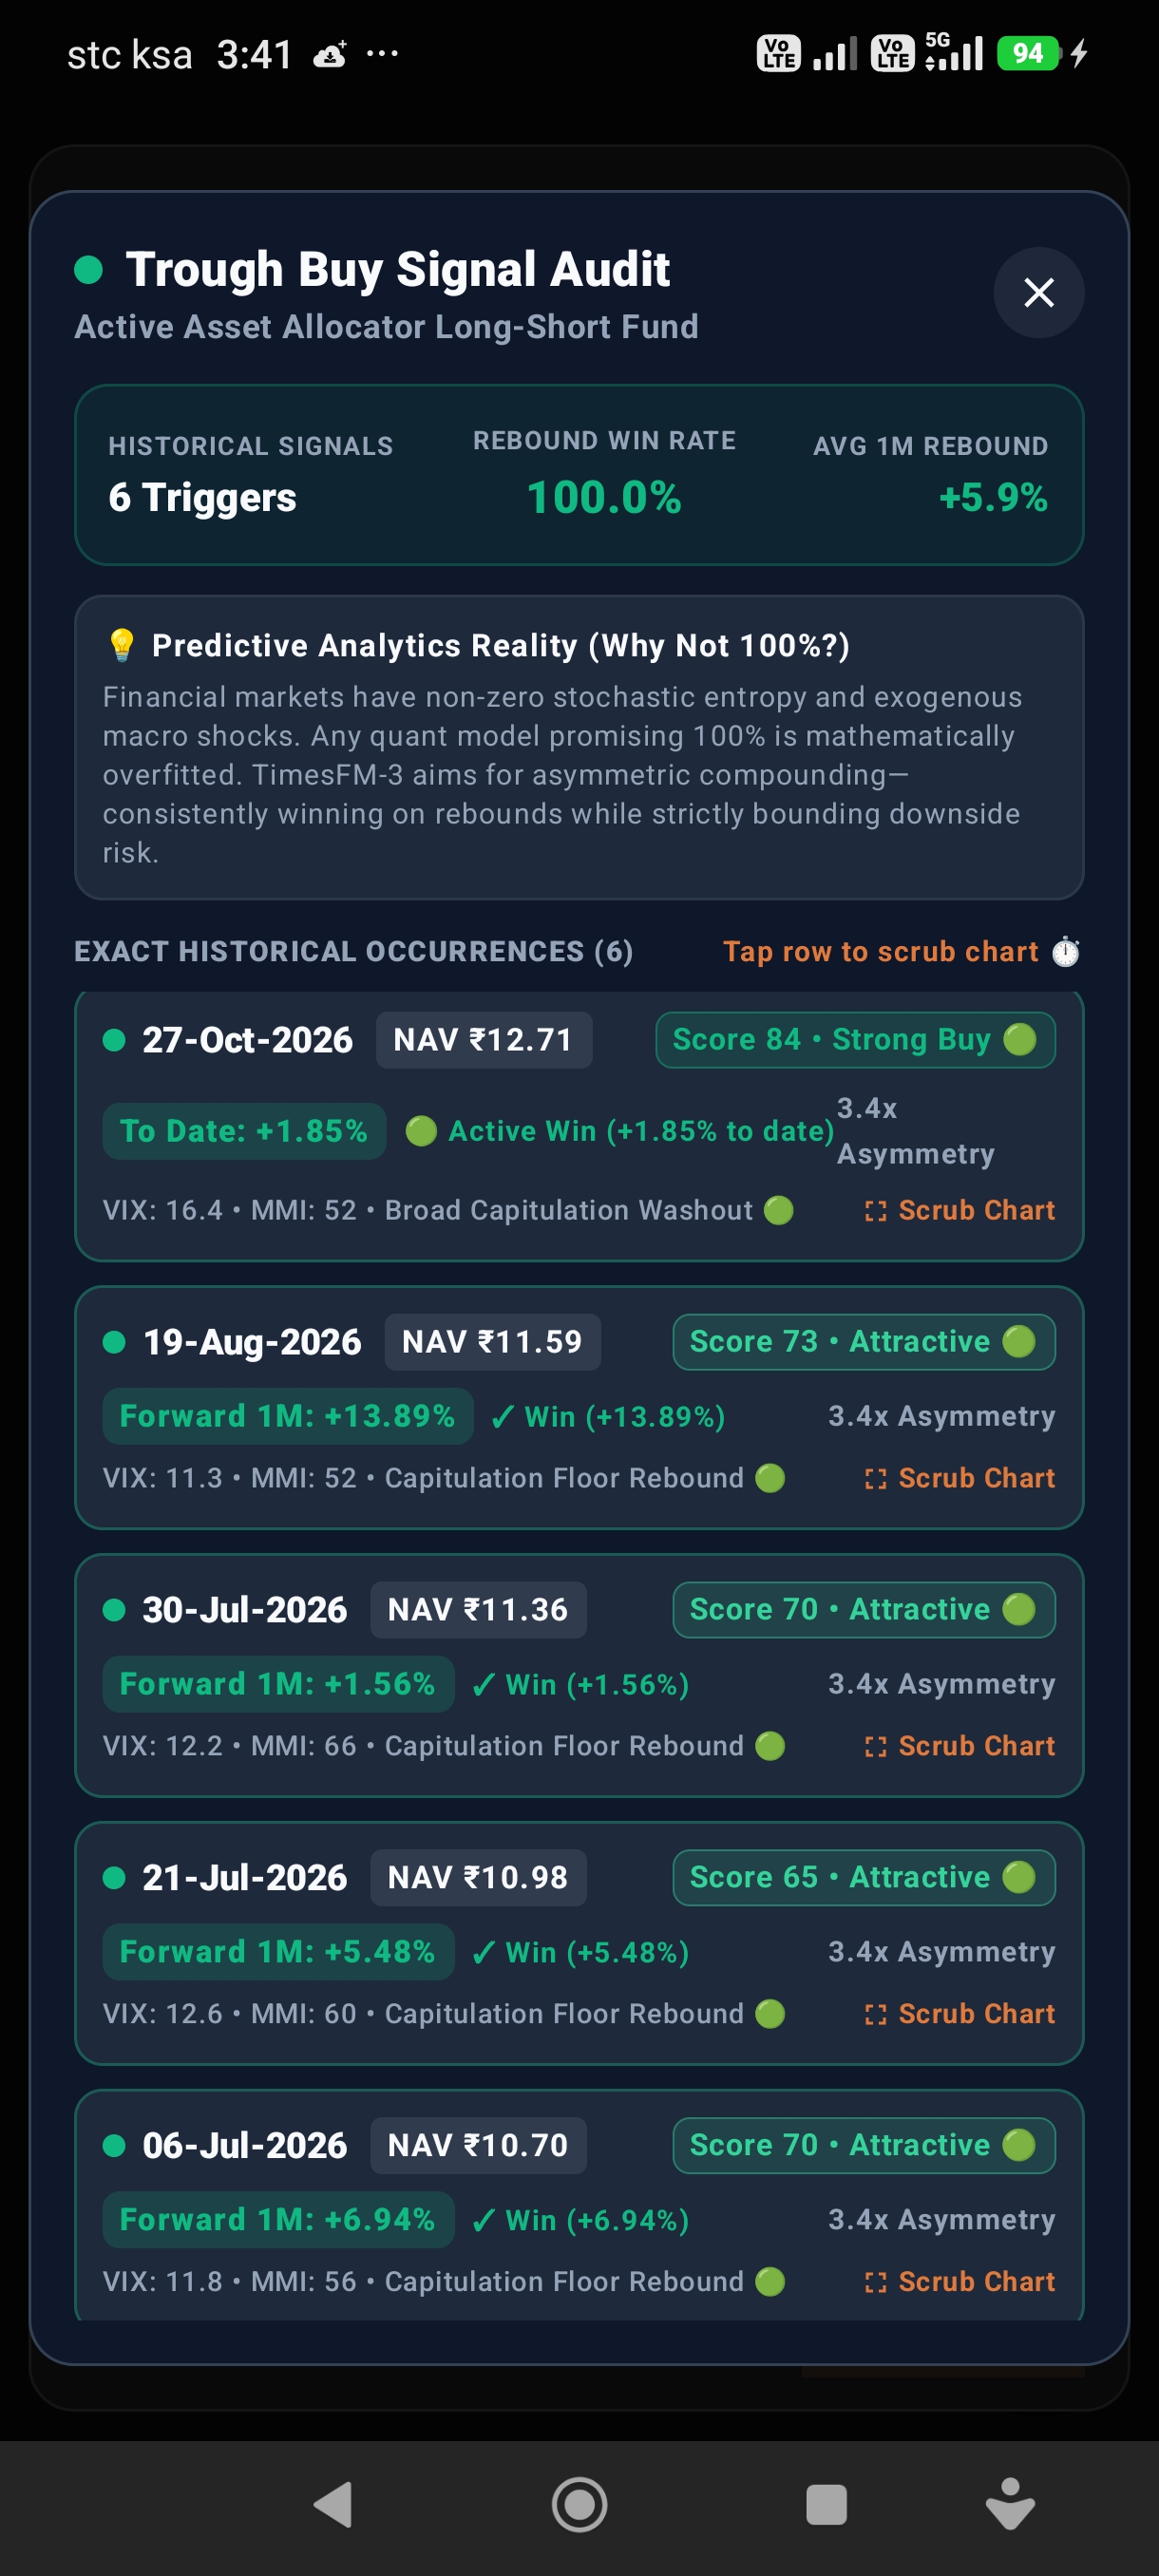 stc ksa 3:41 ...
Vo LTE Vo LTE 5G 94
Trough Buy Signal Audit
Active Asset Allocator Long-Short Fund
HISTORICAL SIGNALS
6 Triggers
REBOUND WIN RATE
100.0%
AVG 1M REBOUND
+5.9%
💡 Predictive Analytics Reality (Why Not 100%?)
Financial markets have non-zero stochastic entropy and exogenous
macro shocks. Any quant model promising 100% is mathematically
overfitted. TimesFM-3 aims for asymmetric compounding—
consistently winning on rebounds while strictly bounding downside
risk.
EXACT HISTORICAL OCCURRENCES (6) Tap row to scrub chart ⏱️
27-Oct-2026 NAV ₹12.71 Score 84 • Strong Buy 🟢
To Date: +1.85% 🟢 Active Win (+1.85% to date) 3.4x
Asymmetry
VIX: 16.4 • MMI: 52 • Broad Capitulation Washout 🟢 Scrub Chart
19-Aug-2026 NAV ₹11.59 Score 73 • Attractive 🟢
Forward 1M: +13.89% ✓ Win (+13.89%) 3.4x Asymmetry
VIX: 11.3 • MMI: 52 • Capitulation Floor Rebound 🟢 Scrub Chart
30-Jul-2026 NAV ₹11.36 Score 70 • Attractive 🟢
Forward 1M: +1.56% ✓ Win (+1.56%) 3.4x Asymmetry
VIX: 12.2 • MMI: 66 • Capitulation Floor Rebound 🟢 Scrub Chart
21-Jul-2026 NAV ₹10.98 Score 65 • Attractive 🟢
Forward 1M: +5.48% ✓ Win (+5.48%) 3.4x Asymmetry
VIX: 12.6 • MMI: 60 • Capitulation Floor Rebound 🟢 Scrub Chart
06-Jul-2026 NAV ₹10.70 Score 70 • Attractive 🟢
Forward 1M: +6.94% ✓ Win (+6.94%) 3.4x Asymmetry
VIX: 11.8 • MMI: 56 • Capitulation Floor Rebound 🟢 Scrub Chart